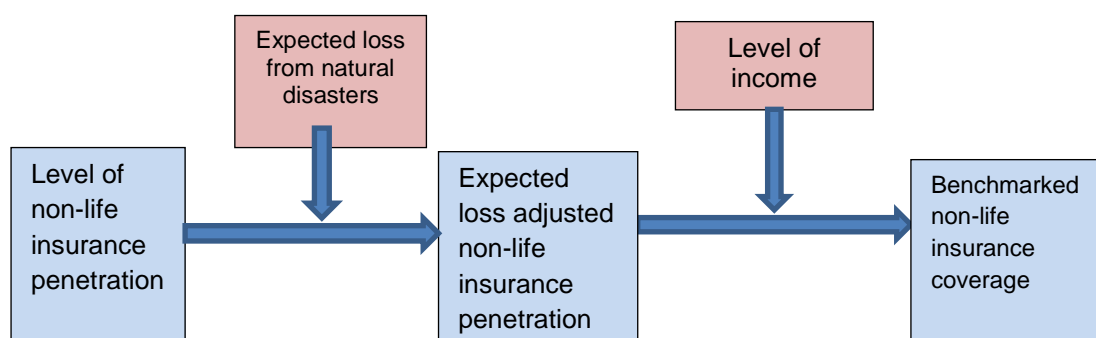 Expected loss
from natural
disasters
Level of
income
Level of
non-life
insurance
penetration
Expected
loss adjusted
non-life
insurance
penetration
Benchmarked
non-life
insurance
coverage